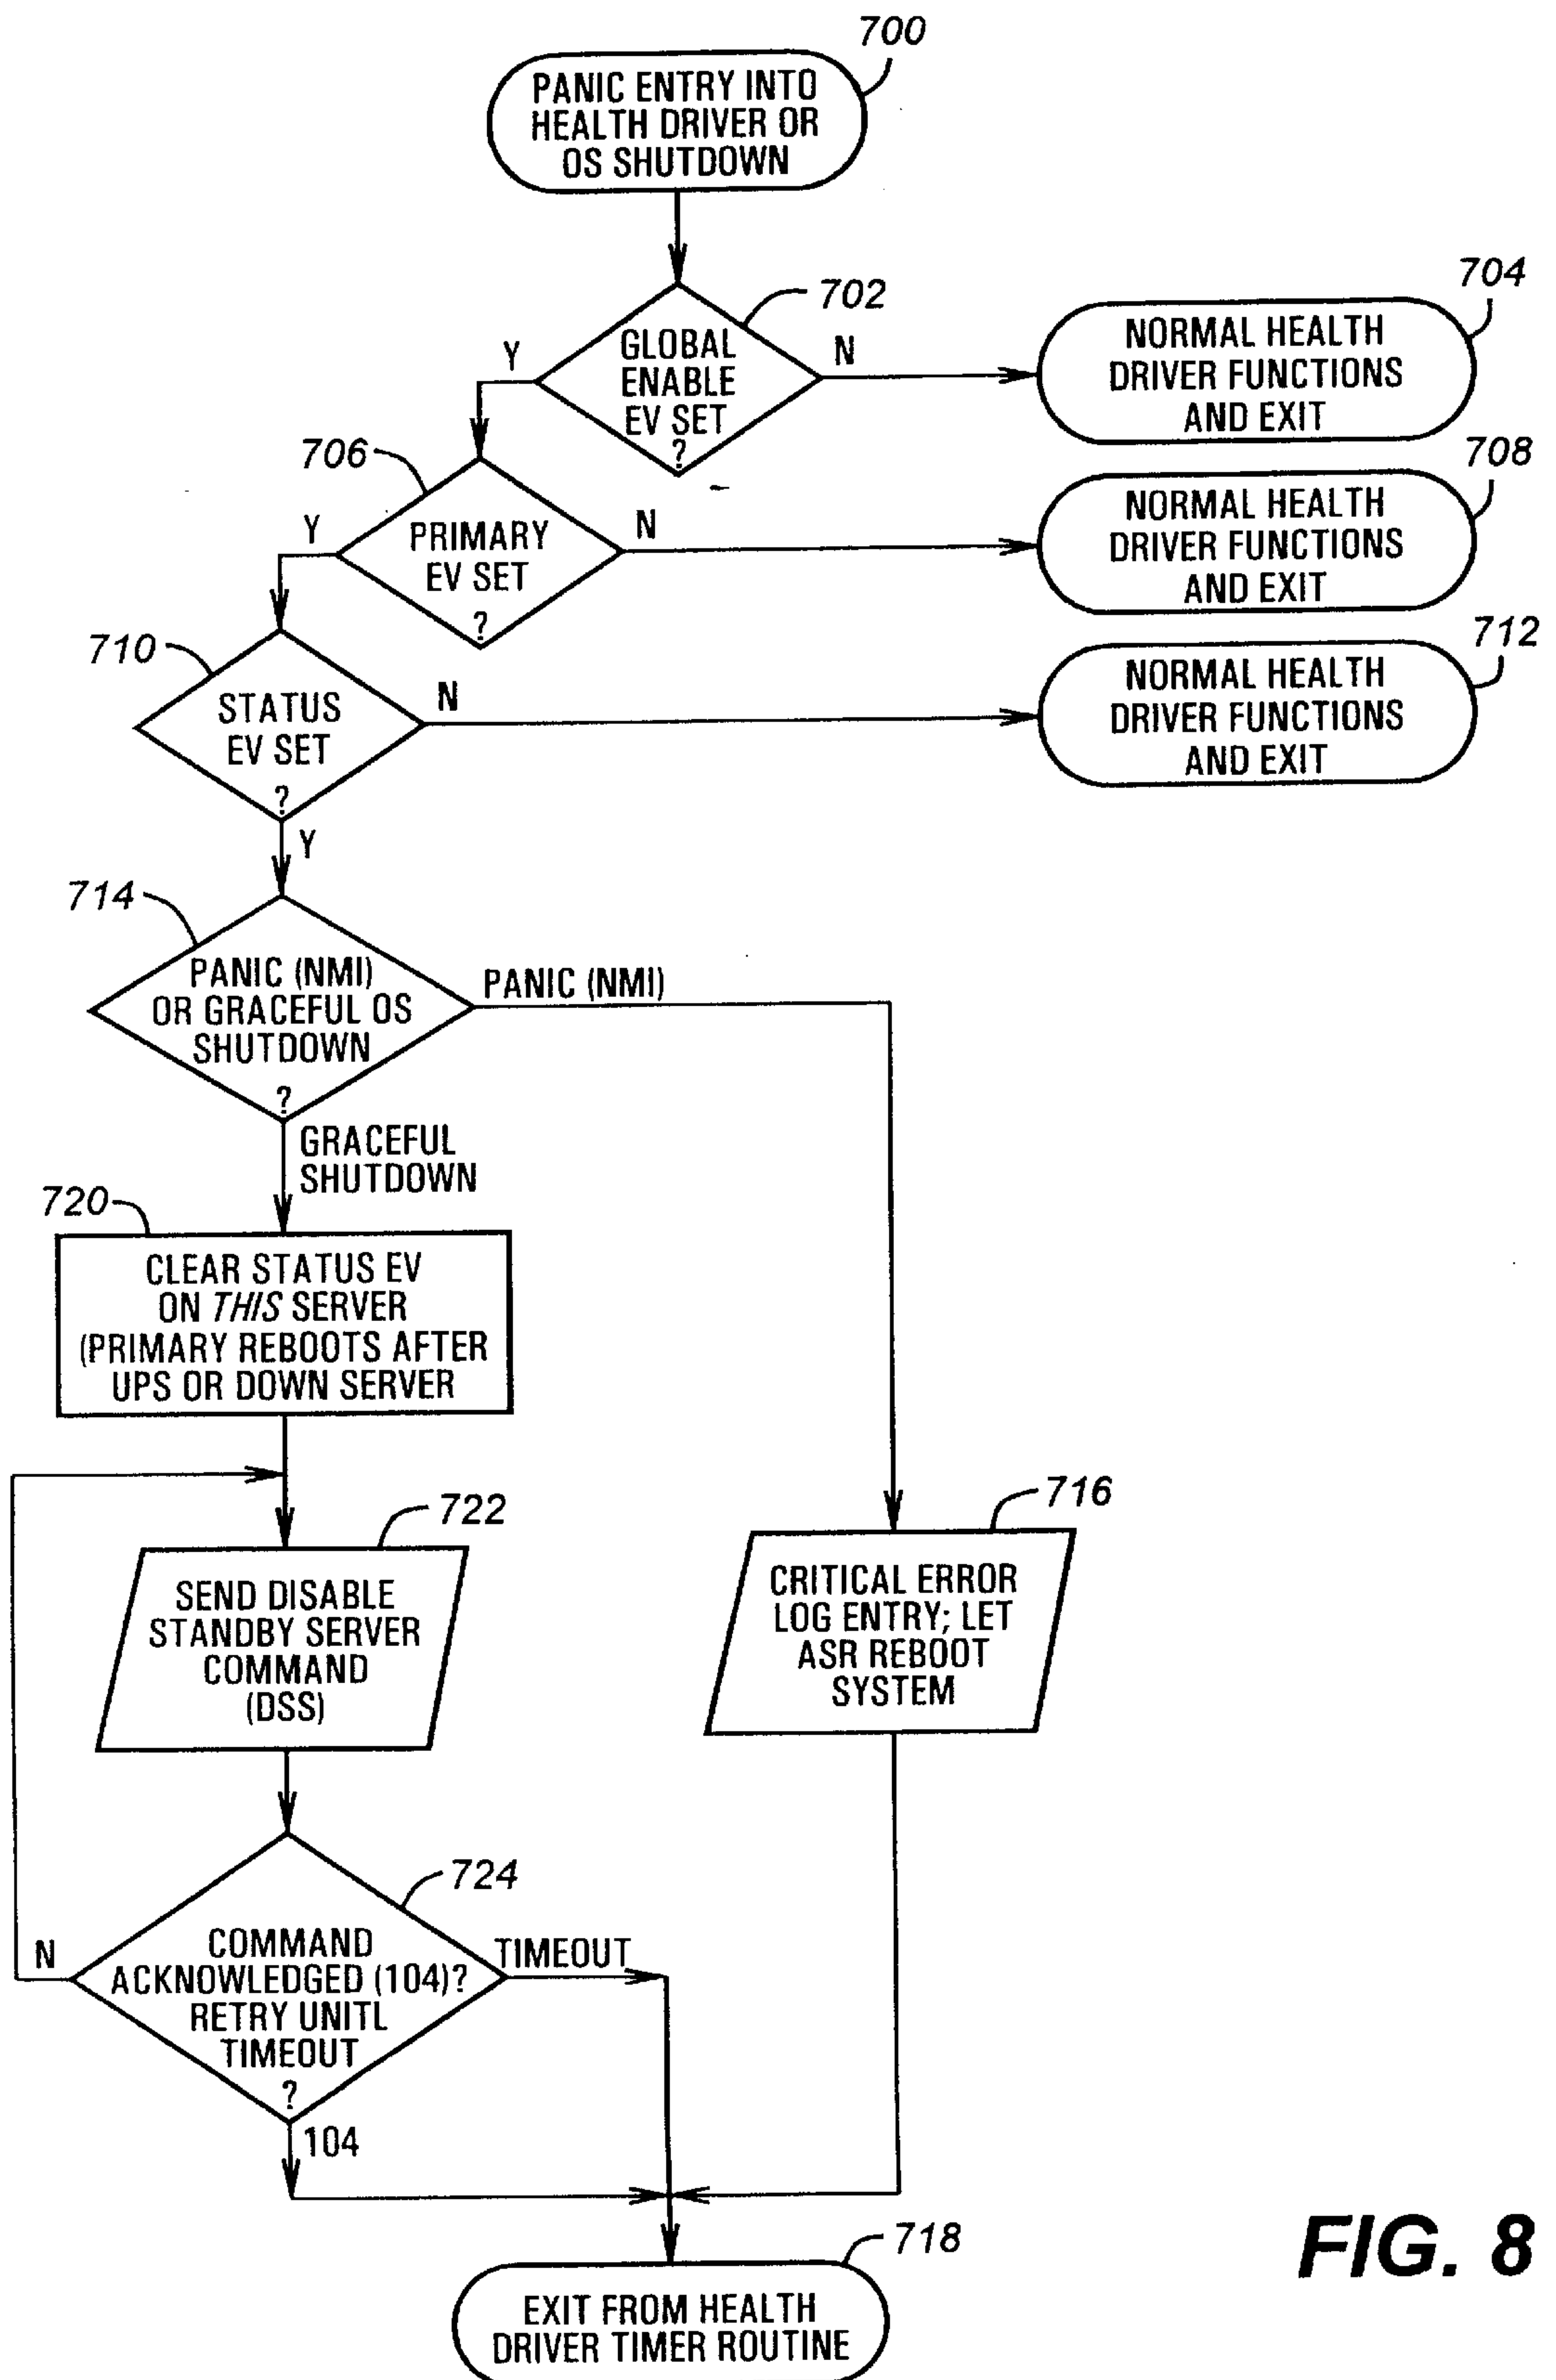 700
PANIC ENTRY INTO
HEALTH DRIVER OR
OS SHUTDOWN
702
GLOBAL
ENABLE
EV SET
?
Y
N
704
NORMAL HEALTH
DRIVER FUNCTIONS
AND EXIT
706
PRIMARY
EV SET
?
Y
N
708
NORMAL HEALTH
DRIVER FUNCTIONS
AND EXIT
710
STATUS
EV SET
?
N
Y
712
NORMAL HEALTH
DRIVER FUNCTIONS
AND EXIT
714
PANIC (NMI)
OR GRACEFUL OS
SHUTDOWN
?
PANIC (NMI)
GRACEFUL
SHUTDOWN
720
CLEAR STATUS EV
ON THIS SERVER
(PRIMARY REBOOTS AFTER
UPS OR DOWN SERVER
722
SEND DISABLE
STANDBY SERVER
COMMAND
(DSS)
716
CRITICAL ERROR
LOG ENTRY; LET
ASR REBOOT
SYSTEM
724
COMMAND
ACKNOWLEDGED (104)?
RETRY UNITL
TIMEOUT
?
N
TIMEOUT
104
718
EXIT FROM HEALTH
DRIVER TIMER ROUTINE
FIG. 8